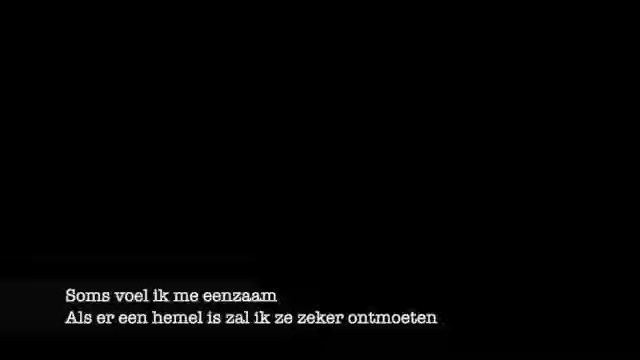 Soms voel ik me eenzaam
Als er een hemel is zal ik ze zeker ontmoeten